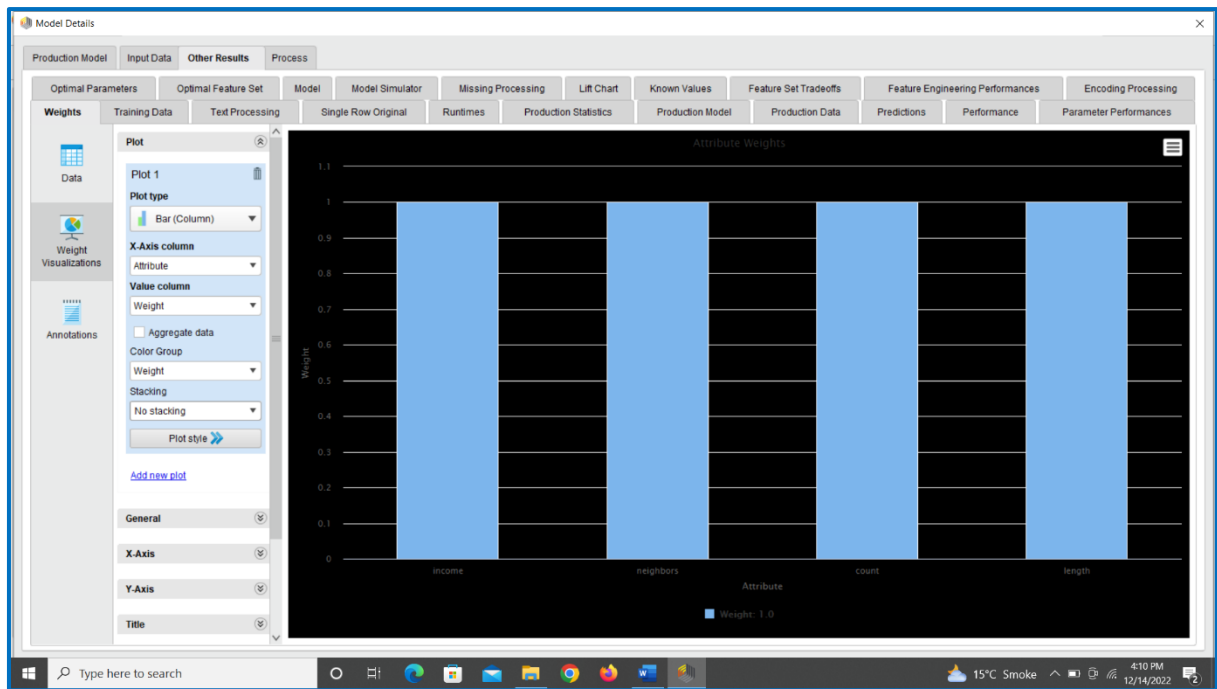 Model Details
Production Model Input Data Other Results Process
Optimal Parameters Optimal Feature Set Model Model Simulator Missing Processing Lift Chart Known Values Feature Set Tradeoffs Feature Engineering Performances Encoding Processing
Weights Training Data Text Processing Single Row Original Runtimes Production Statistics Production Model Production Data Predictions Performance Parameter Performances
Data
Weight
Visualizations
Annotations
Plot
Plot 1
Plot type
Bar (Column)
X-Axis column
Attribute
Value column
Weight
Aggregate data
Color Group
Weight
Stacking
No stacking
Plot style
Add new plot
General
X-Axis
Y-Axis
Title
Attribute Weights
1.1
1
0.9
0.8
0.7
0.6
0.5
0.4
0.3
0.2
0.1
0
Weight
income neighbors count length
Attribute
Weight: 1.0
Type here to search
15°C Smoke
4:10 PM
12/14/2022
2